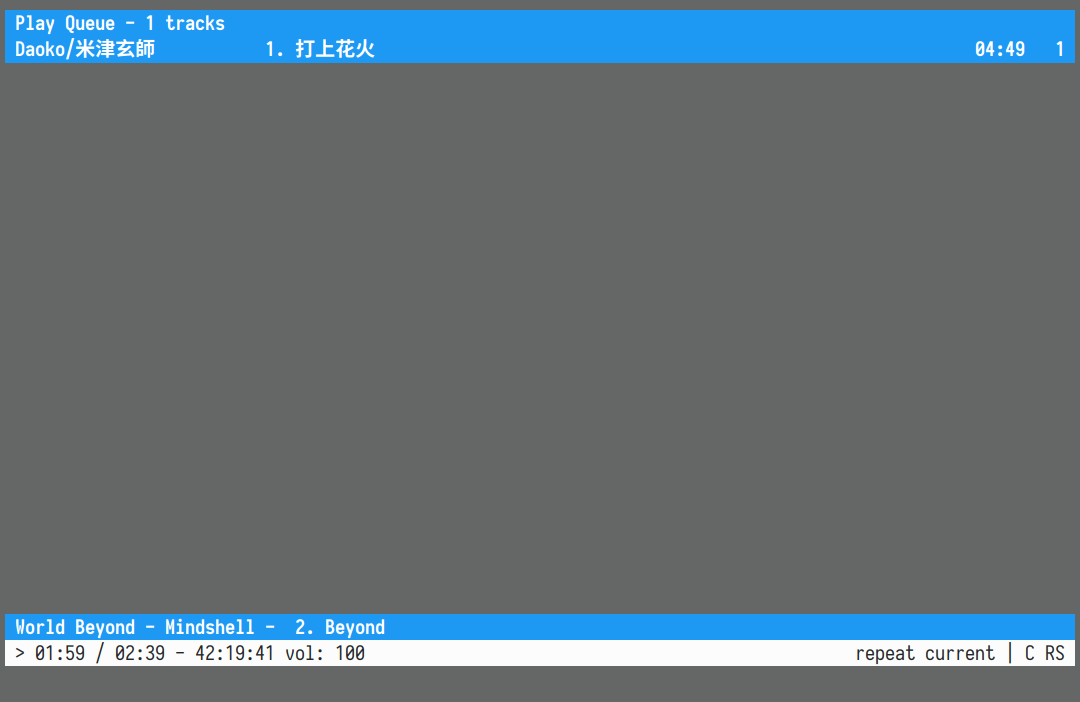 Play Queue - 1 tracks
Daoko/米津玄師 1. 打上花火 04:49 1
World Beyond - Mindshell - 2. Beyond
> 01:59 / 02:39 - 42:19:41 vol: 100 repeat current | C RS